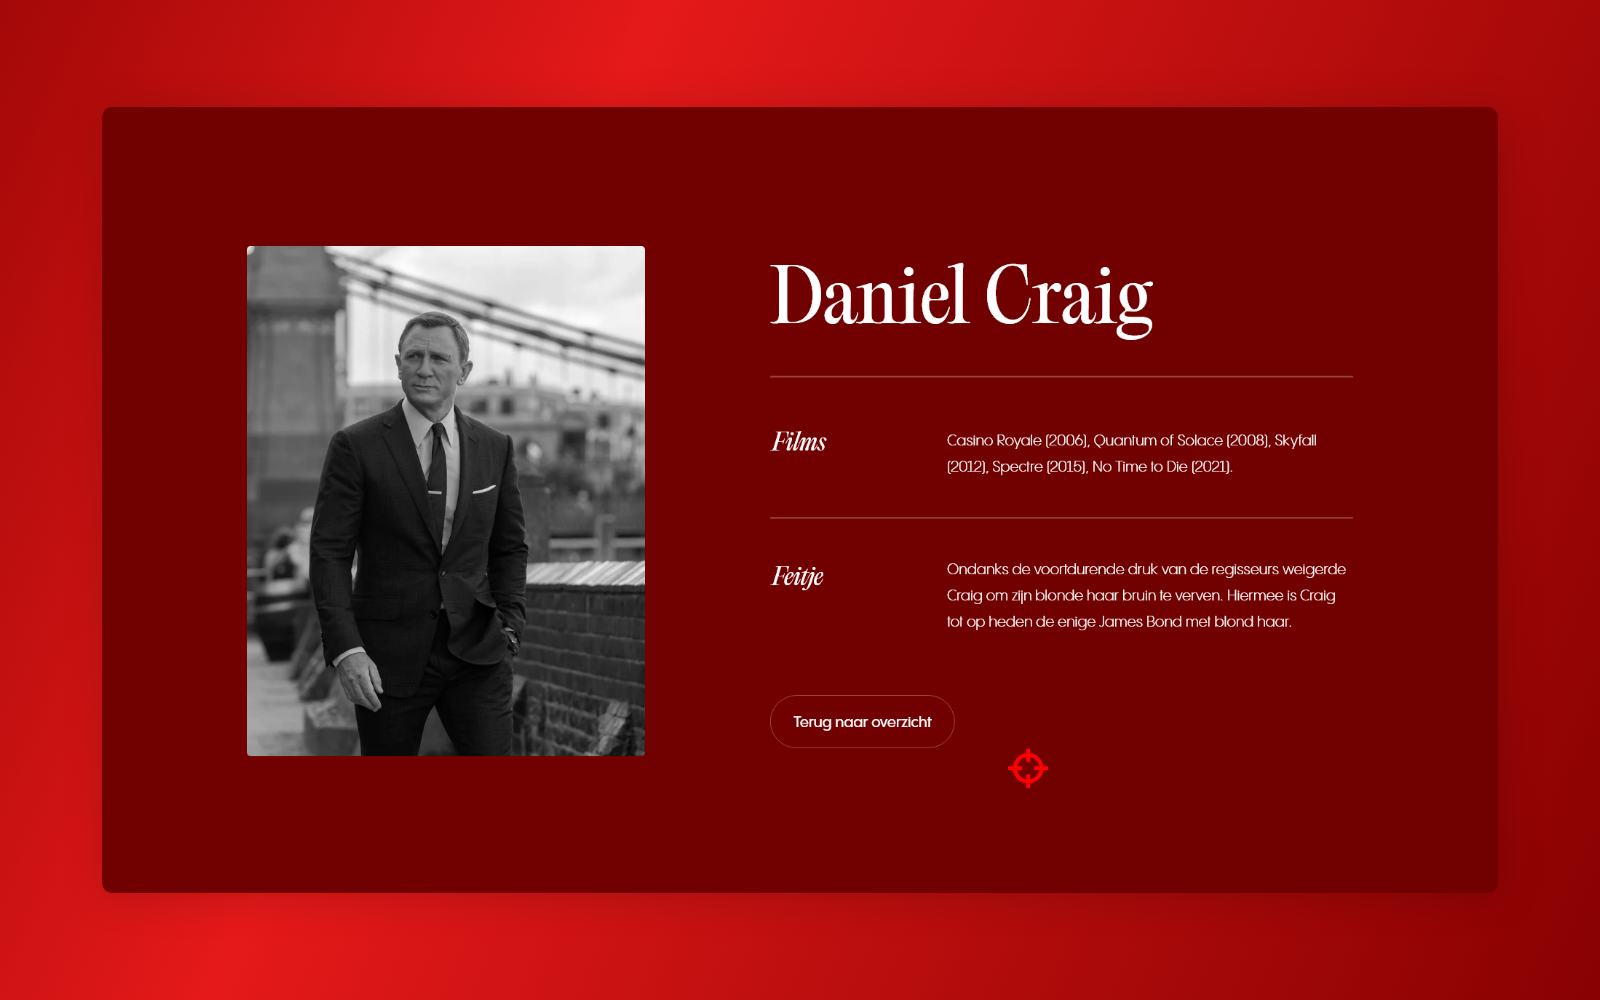 Daniel Craig
Films
Casino Royale (2006), Quantum of Solace (2008), Skyfall
(2012), Spectre (2015), No Time to Die (2021).
Feitje
Ondanks de voortdurende druk van de regisseurs weigerde
Craig om zijn blonde haar bruin te verven. Hiermee is Craig
tot op heden de enige James Bond met blond haar.
Terug naar overzicht